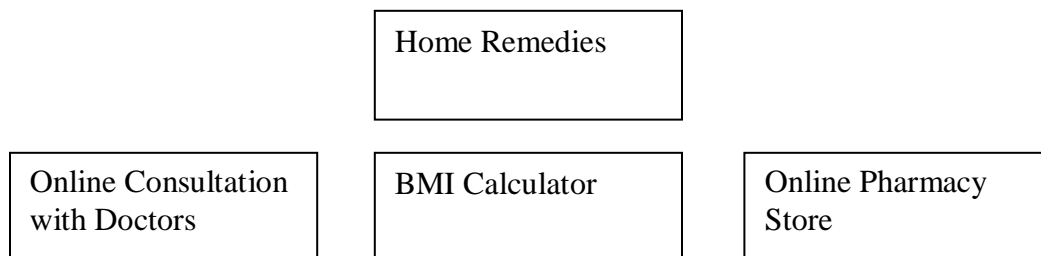 Home Remedies
Online Consultation
with Doctors
BMI Calculator
Online Pharmacy
Store